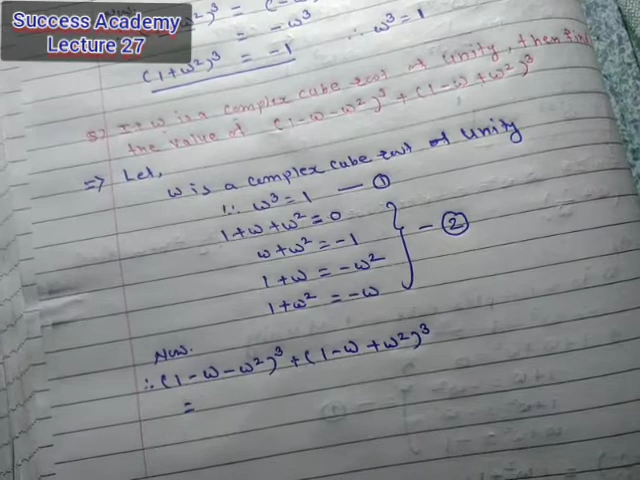 Success Academy
Lecture 27
= -ω³
(1+ω²)³ = -1 ∴ ω³=1
5> If ω is a complex cube root of unity, then find
the value of (1-ω-ω²)³ + (1-ω+ω²)³
=> Let,
ω is a complex cube root of unity
∴ ω³=1 — ①
1+ω+ω²=0
ω+ω² = -1
1+ω = -ω² } - ②
1+ω² = -ω
Now.
∴ (1-ω-ω²)³ + (1-ω+ω²)³
=